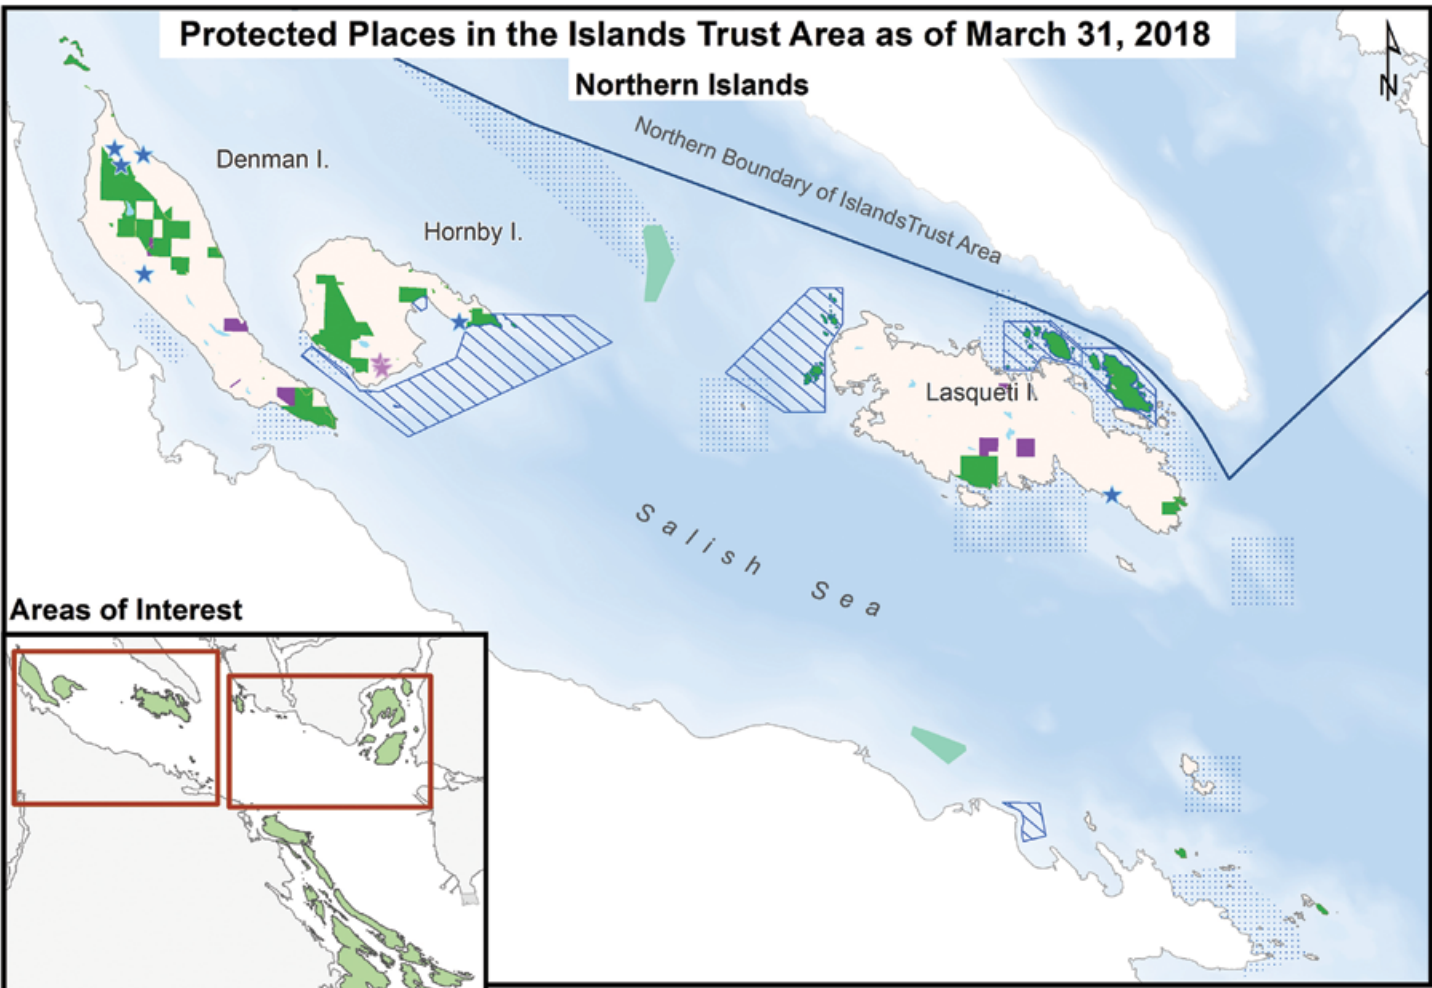 Protected Places in the Islands Trust Area as of March 31, 2018
Northern Islands
N
Northern Boundary of IslandsTrust Area
Denman I.
Hornby I.
Lasqueti I.
Salish Sea
Areas of Interest